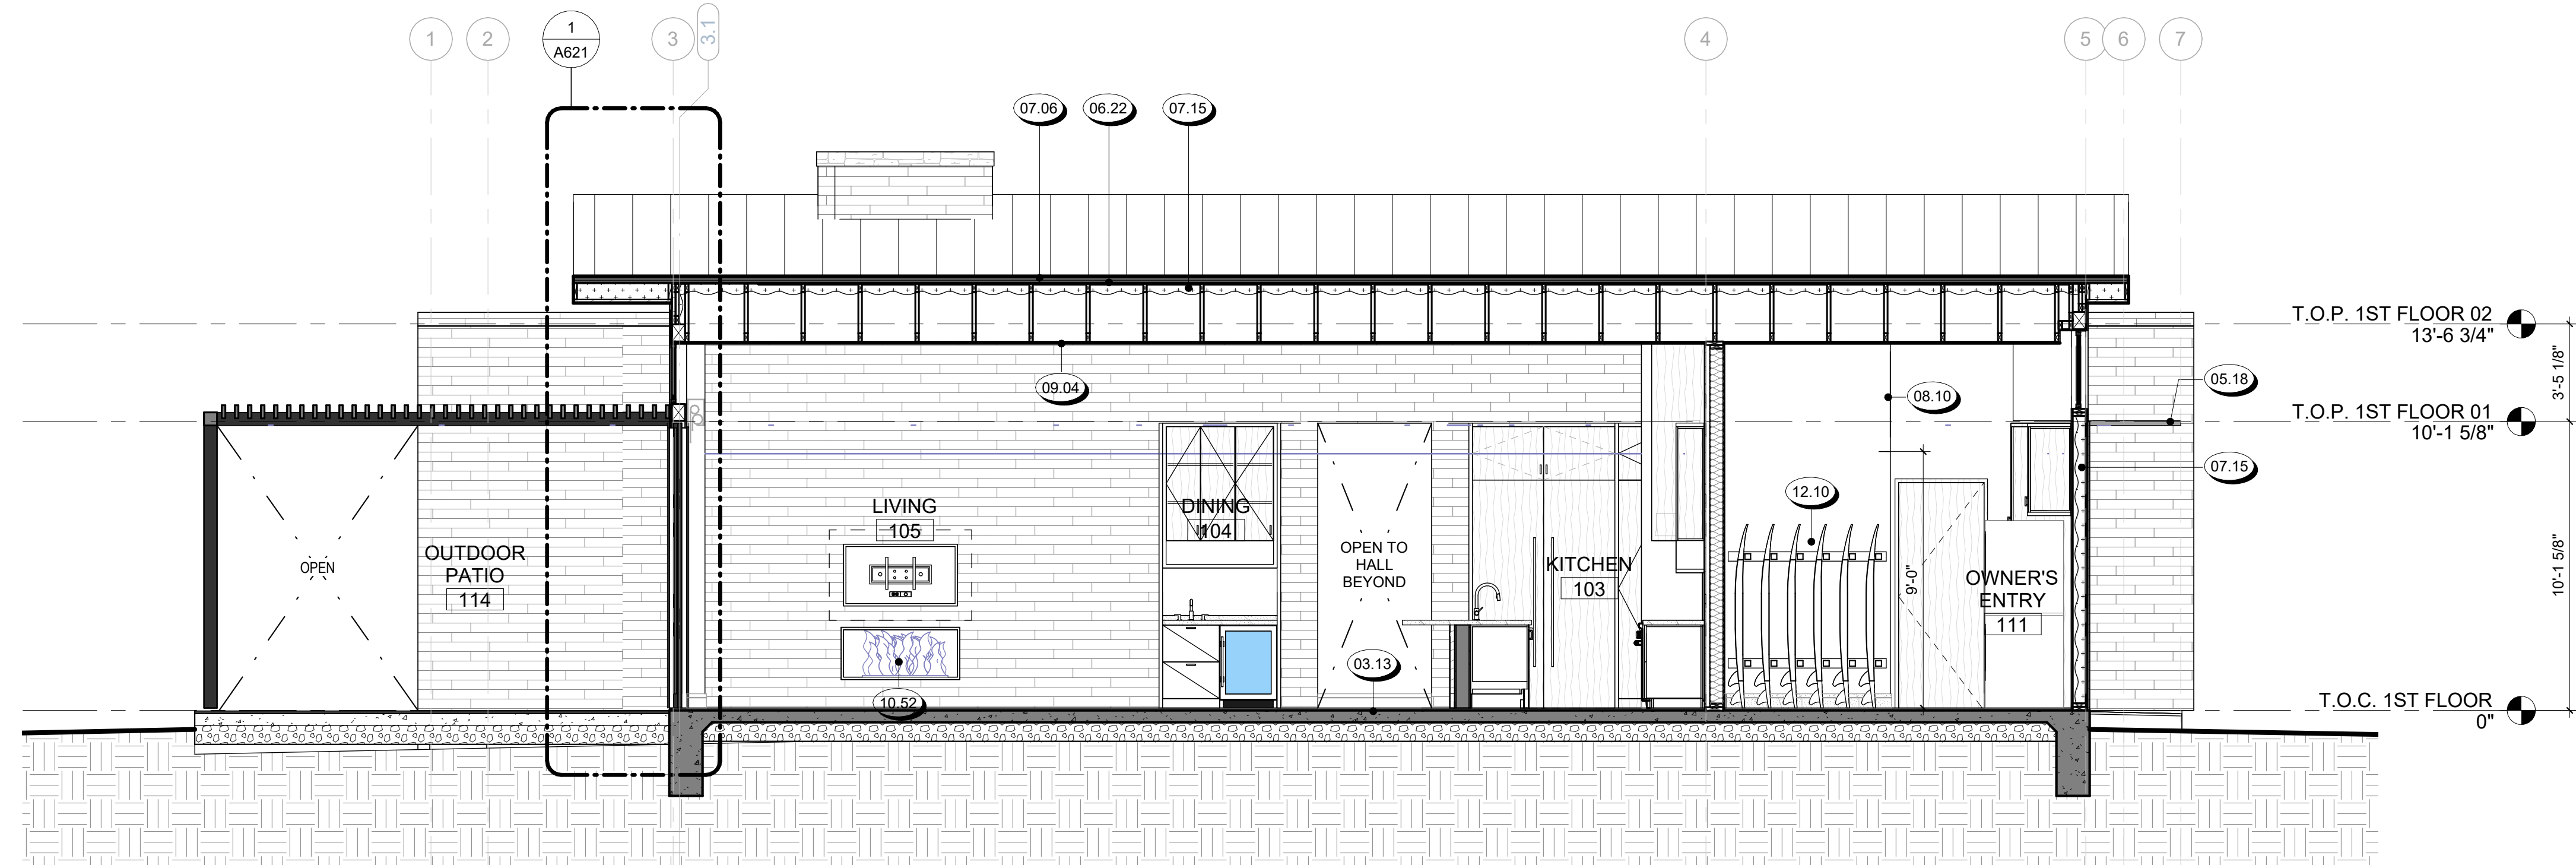 1
2
1
A621
3
3.1
4
5
6
7
07.06
06.22
07.15
T.O.P. 1ST FLOOR 02
13'-6 3/4"
3'-5 1/8"
09.04
08.10
05.18
T.O.P. 1ST FLOOR 01
10'-1 5/8"
07.15
12.10
LIVING
105
DINING
104
OPEN TO
HALL
BEYOND
KITCHEN
103
9'-0"
OWNER'S
ENTRY
111
10'-1 5/8"
OPEN
OUTDOOR
PATIO
114
10.52
03.13
T.O.C. 1ST FLOOR
0"